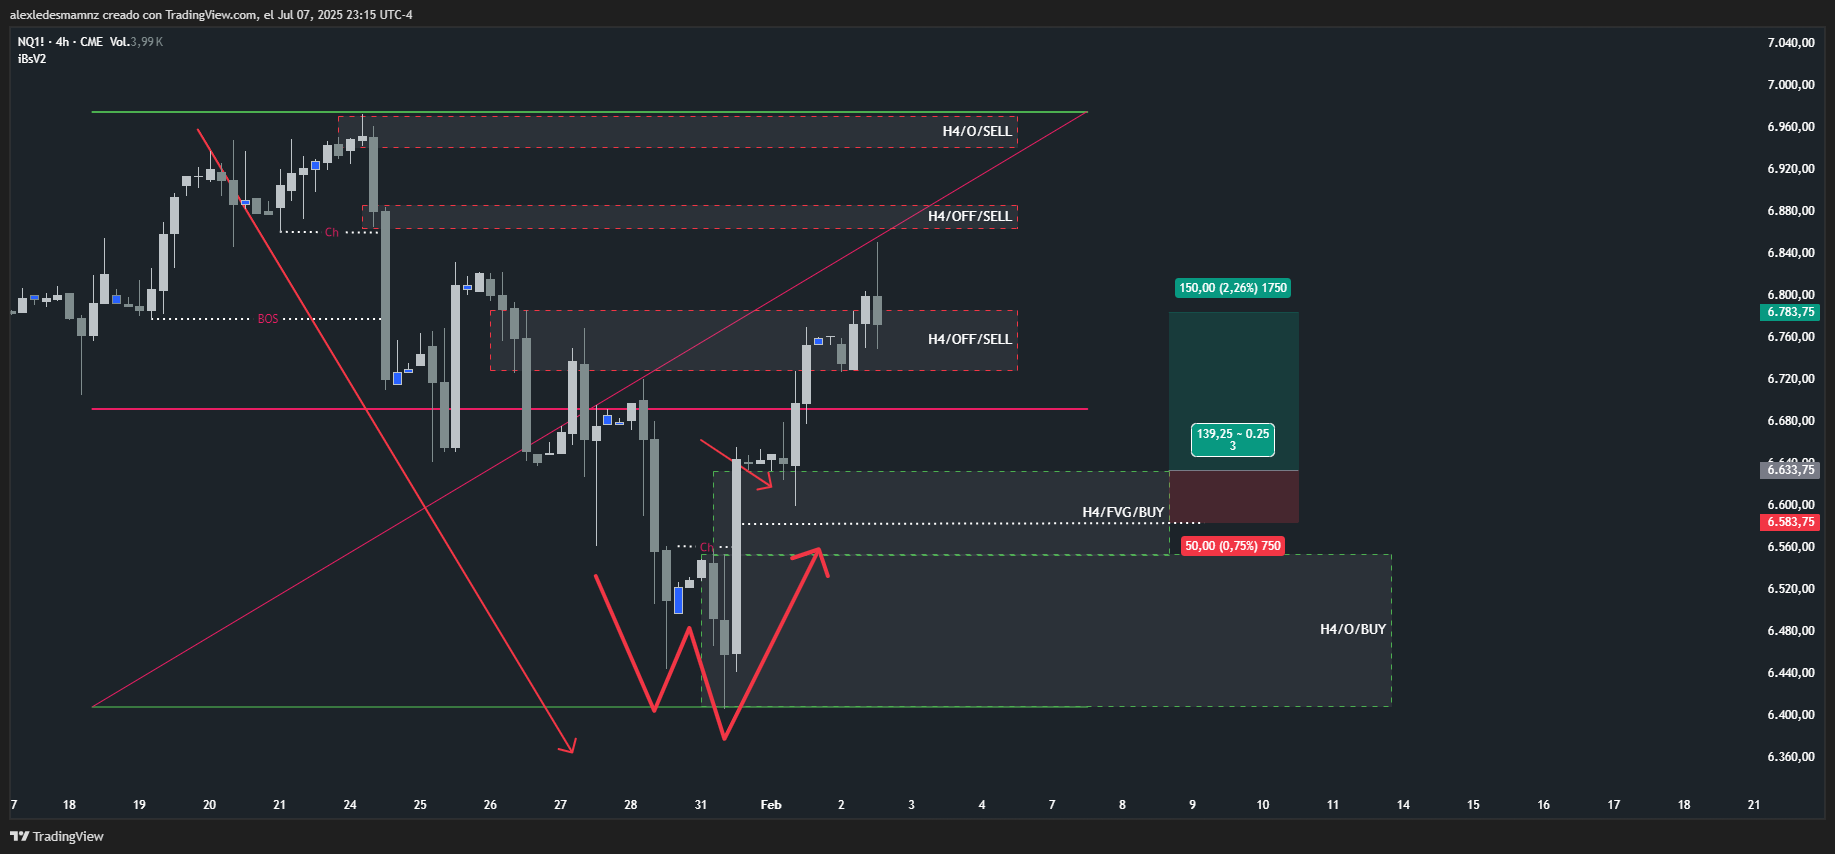 alexledesmamnz creado con TradingView.com, el Jul 07, 2025 23:15 UTC-4
NQ1! · 4h · CME Vol.3,99 K
iBsV2
7.040,00
7.000,00
6.960,00
6.920,00
6.880,00
6.840,00
6.800,00
6.783,75
6.760,00
6.720,00
6.680,00
6.640,00
6.633,75
6.600,00
6.583,75
6.560,00
6.520,00
6.480,00
6.440,00
6.400,00
6.360,00
H4/O/SELL
H4/OFF/SELL
Ch
150,00 (2,26%) 1750
BOS
H4/OFF/SELL
139,25 ~ 0.25
3
H4/FVG/BUY
Ch
50,00 (0,75%) 750
H4/O/BUY
7 18 19 20 21 24 25 26 27 28 31 Feb 2 3 4 7 8 9 10 11 14 15 16 17 18 21
TradingView